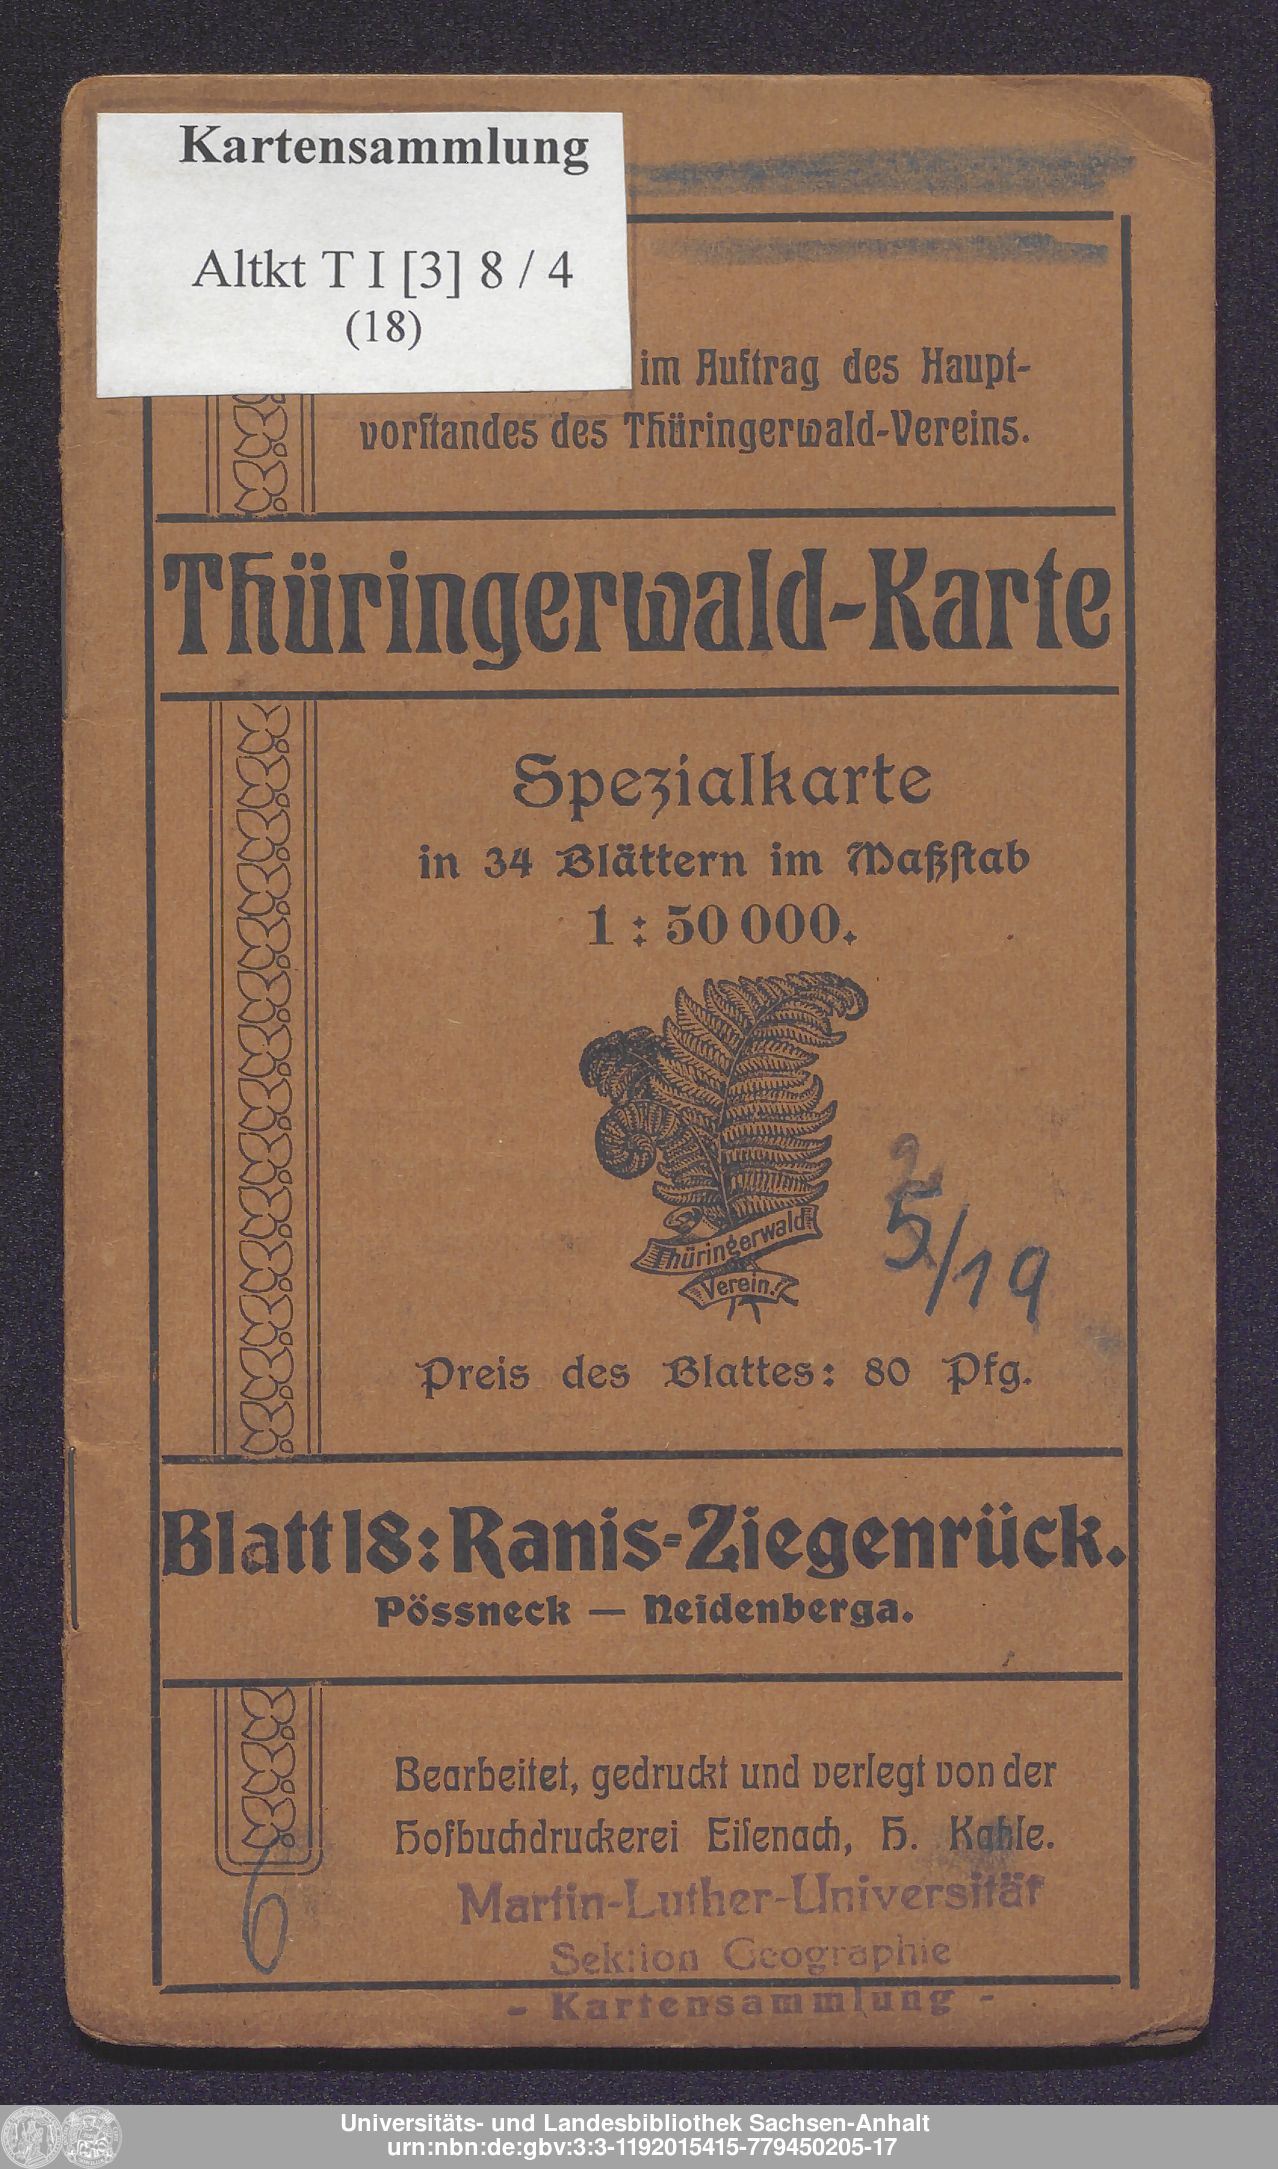 Kartensammlung
Altkt T I [3] 8 / 4
(18)
im Auftrag des Haupt-
vorstandes des Thüringerwald-Vereins.
Thüringerwald-Karte
Spezialkarte
in 34 Blättern im Maßstab
1 : 50 000.
Thüringerwald-
Verein.
5/19
Preis des Blattes: 80 Pfg.
Blatt 18: Ranis-Ziegenrück.
Pössneck — Neidenberga.
Bearbeitet, gedruckt und verlegt von der
Hofbuchdruckerei Eisenach, H. Kahle.
6
Martin-Luther-Universität
Sektion Geographie
- Kartensammlung -
Universitäts- und Landesbibliothek Sachsen-Anhalt
urn:nbn:de:gbv:3:3-1192015415-779450205-17